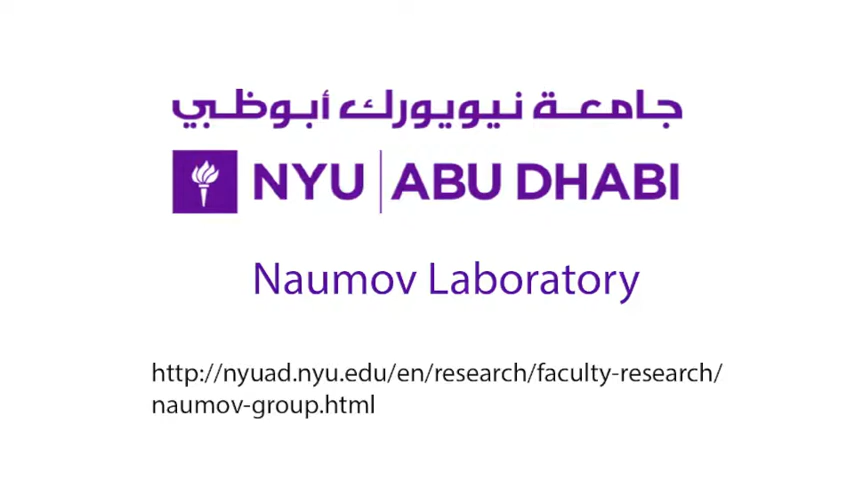 جامعة نيويورك أبوظبي
NYU | ABU DHABI
Naumov Laboratory
http://nyuad.nyu.edu/en/research/faculty-research/
naumov-group.html